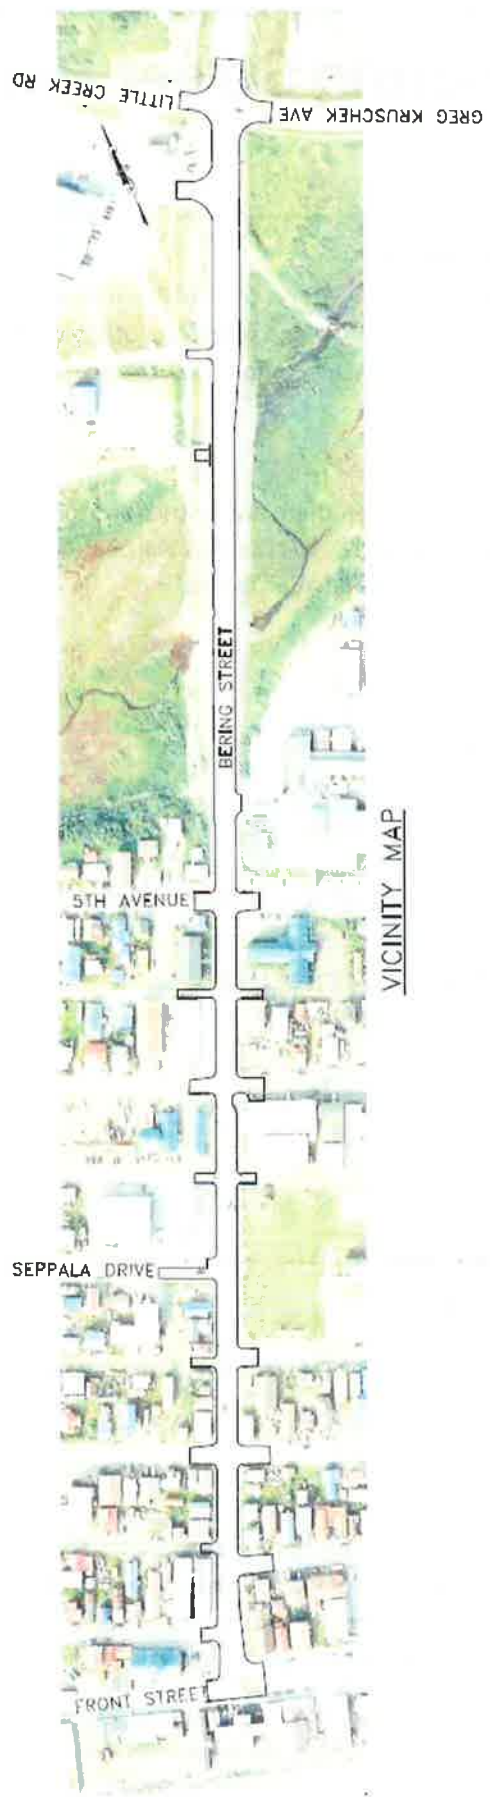 LITTLE CREEK RD
GREG KRUSCHEK AVE
BERING STREET
5TH AVENUE
VICINITY MAP
SEPPALA DRIVE
FRONT STREET